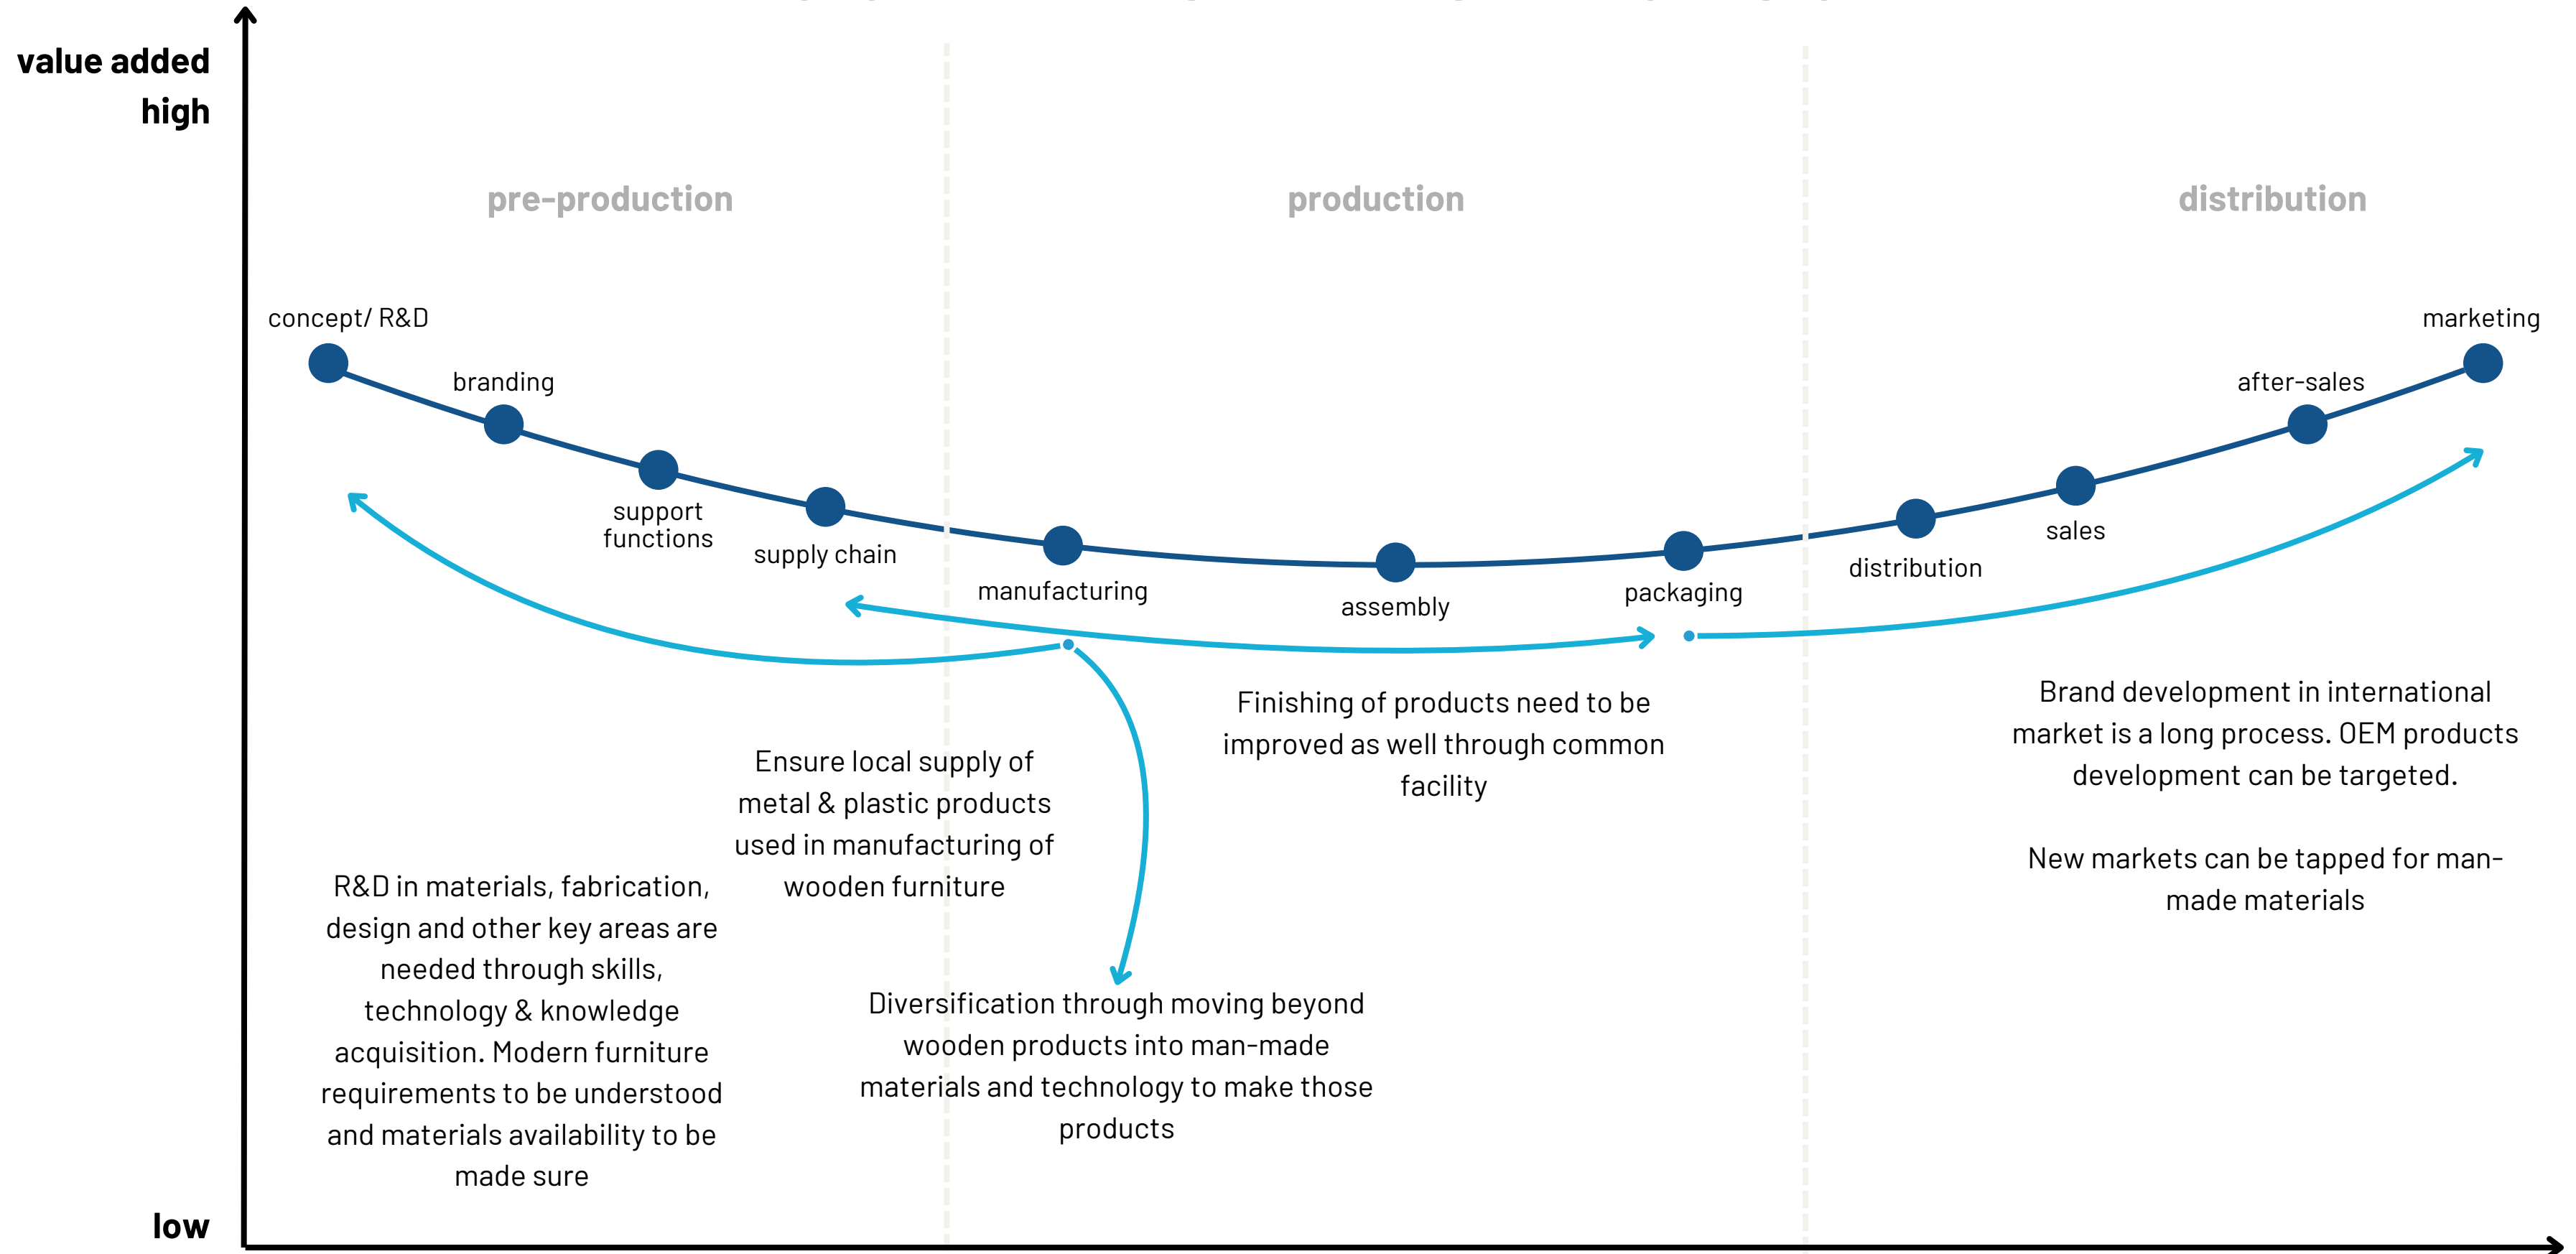 value added
high
pre-production
production
distribution
concept/ R&D
branding
support
functions
supply chain
manufacturing
assembly
packaging
distribution
sales
after-sales
marketing
R&D in materials, fabrication,
design and other key areas are
needed through skills,
technology & knowledge
acquisition. Modern furniture
requirements to be understood
and materials availability to be
made sure
Ensure local supply of
metal & plastic products
used in manufacturing of
wooden furniture
Diversification through moving beyond
wooden products into man-made
materials and technology to make those
products
Finishing of products need to be
improved as well through common
facility
Brand development in international
market is a long process. OEM products
development can be targeted.
New markets can be tapped for man-
made materials
low